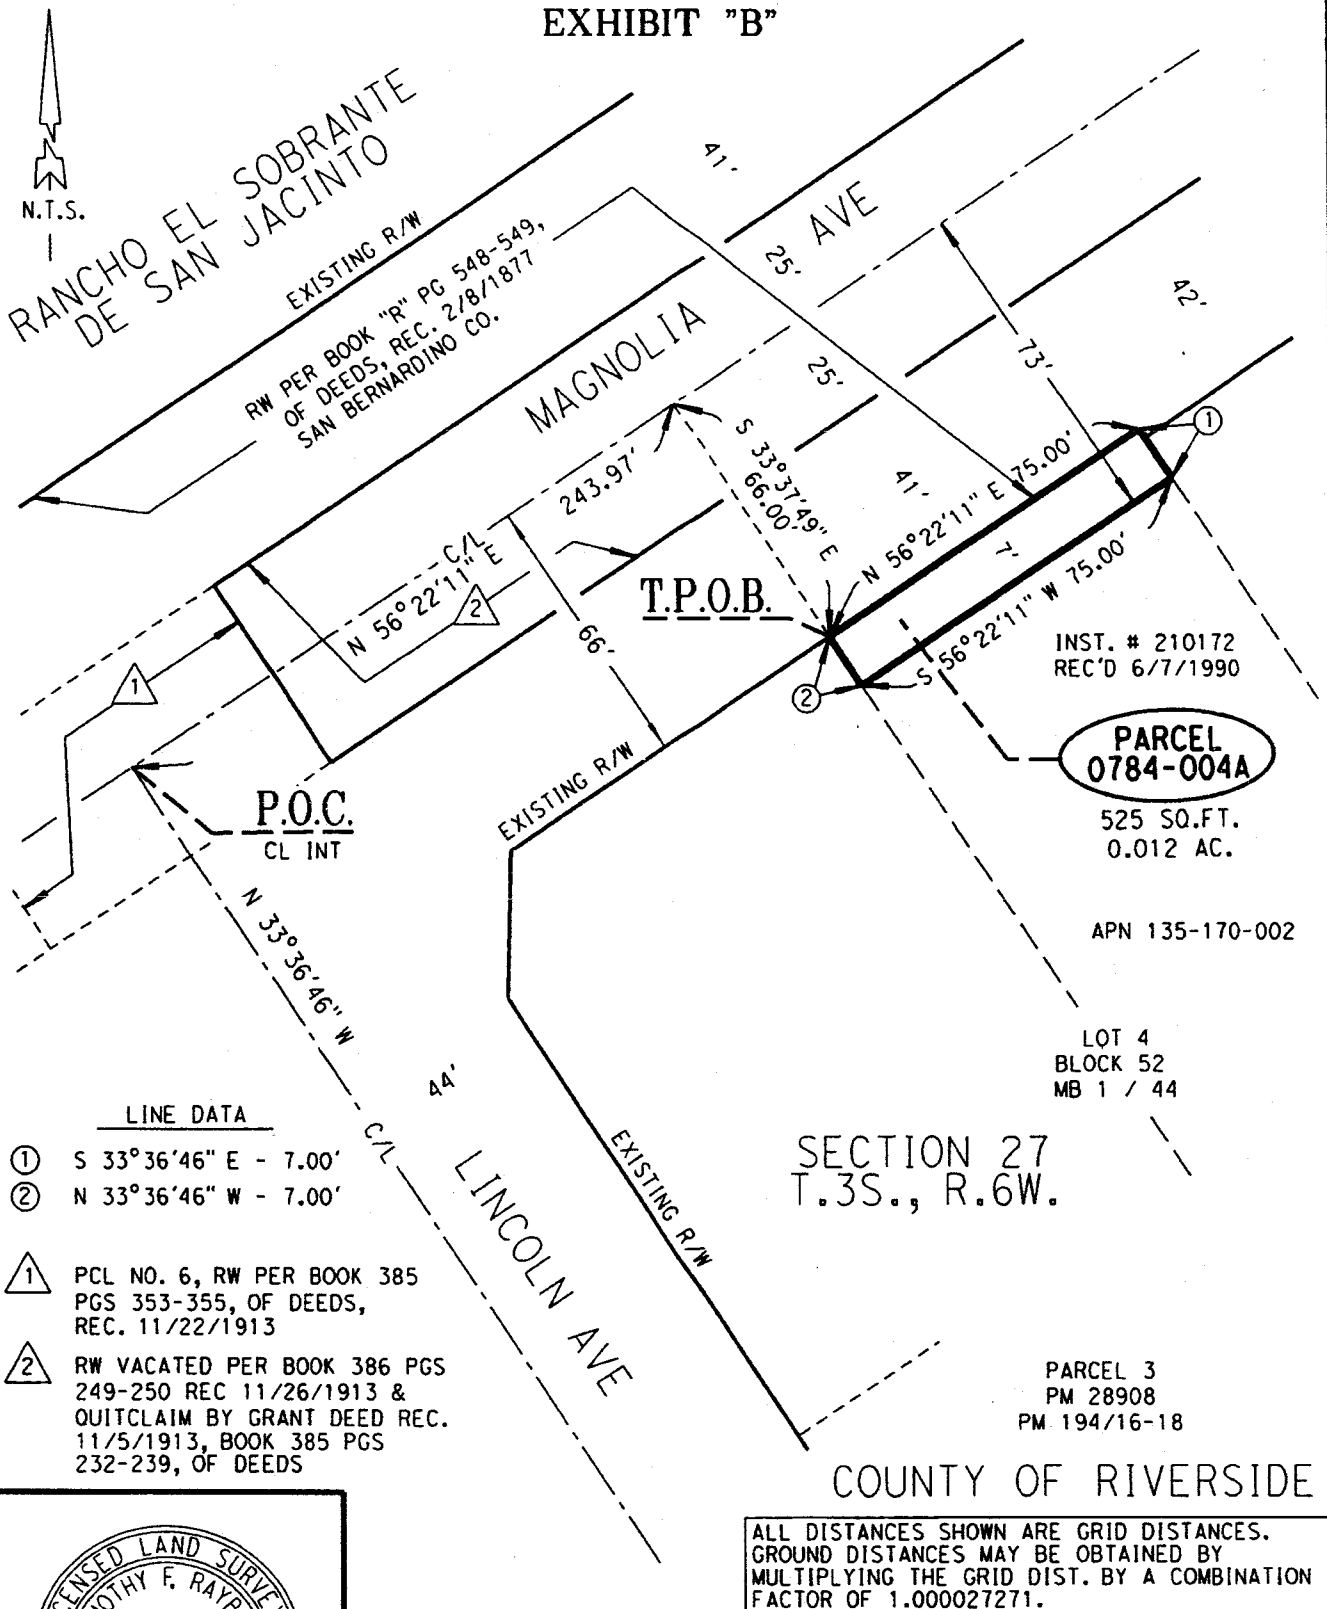 EXHIBIT "B"
N.T.S.
RANCHO EL SOBRANTE
DE SAN JACINTO
EXISTING R/W
RW PER BOOK "R" PG 548-549,
OF DEEDS, REC. 2/8/1877
SAN BERNARDINO CO.
41'
MAGNOLIA AVE
25'
25'
42'
73'
41'
243.97'
S 33°37'49" E
66.00'
C/L
N 56°22'11" E
2
66'
N 56°22'11" E 75.00'
7'
S 56°22'11" W 75.00'
1
2
T.P.O.B.
INST. # 210172
REC'D 6/7/1990
PARCEL
0784-004A
525 SQ.FT.
0.012 AC.
APN 135-170-002
1
P.O.C.
CL INT
EXISTING R/W
N 33°36'46" W
44'
C/L
LINCOLN AVE
EXISTING R/W
LOT 4
BLOCK 52
MB 1 / 44
SECTION 27
T.3S., R.6W.
LINE DATA
1 S 33°36'46" E - 7.00'
2 N 33°36'46" W - 7.00'
1 PCL NO. 6, RW PER BOOK 385
PGS 353-355, OF DEEDS,
REC. 11/22/1913
2 RW VACATED PER BOOK 386 PGS
249-250 REC 11/26/1913 &
QUITCLAIM BY GRANT DEED REC.
11/5/1913, BOOK 385 PGS
232-239, OF DEEDS
PARCEL 3
PM 28908
PM 194/16-18
COUNTY OF RIVERSIDE
ALL DISTANCES SHOWN ARE GRID DISTANCES.
GROUND DISTANCES MAY BE OBTAINED BY
MULTIPLYING THE GRID DIST. BY A COMBINATION
FACTOR OF 1.000027271.
LAND
F.